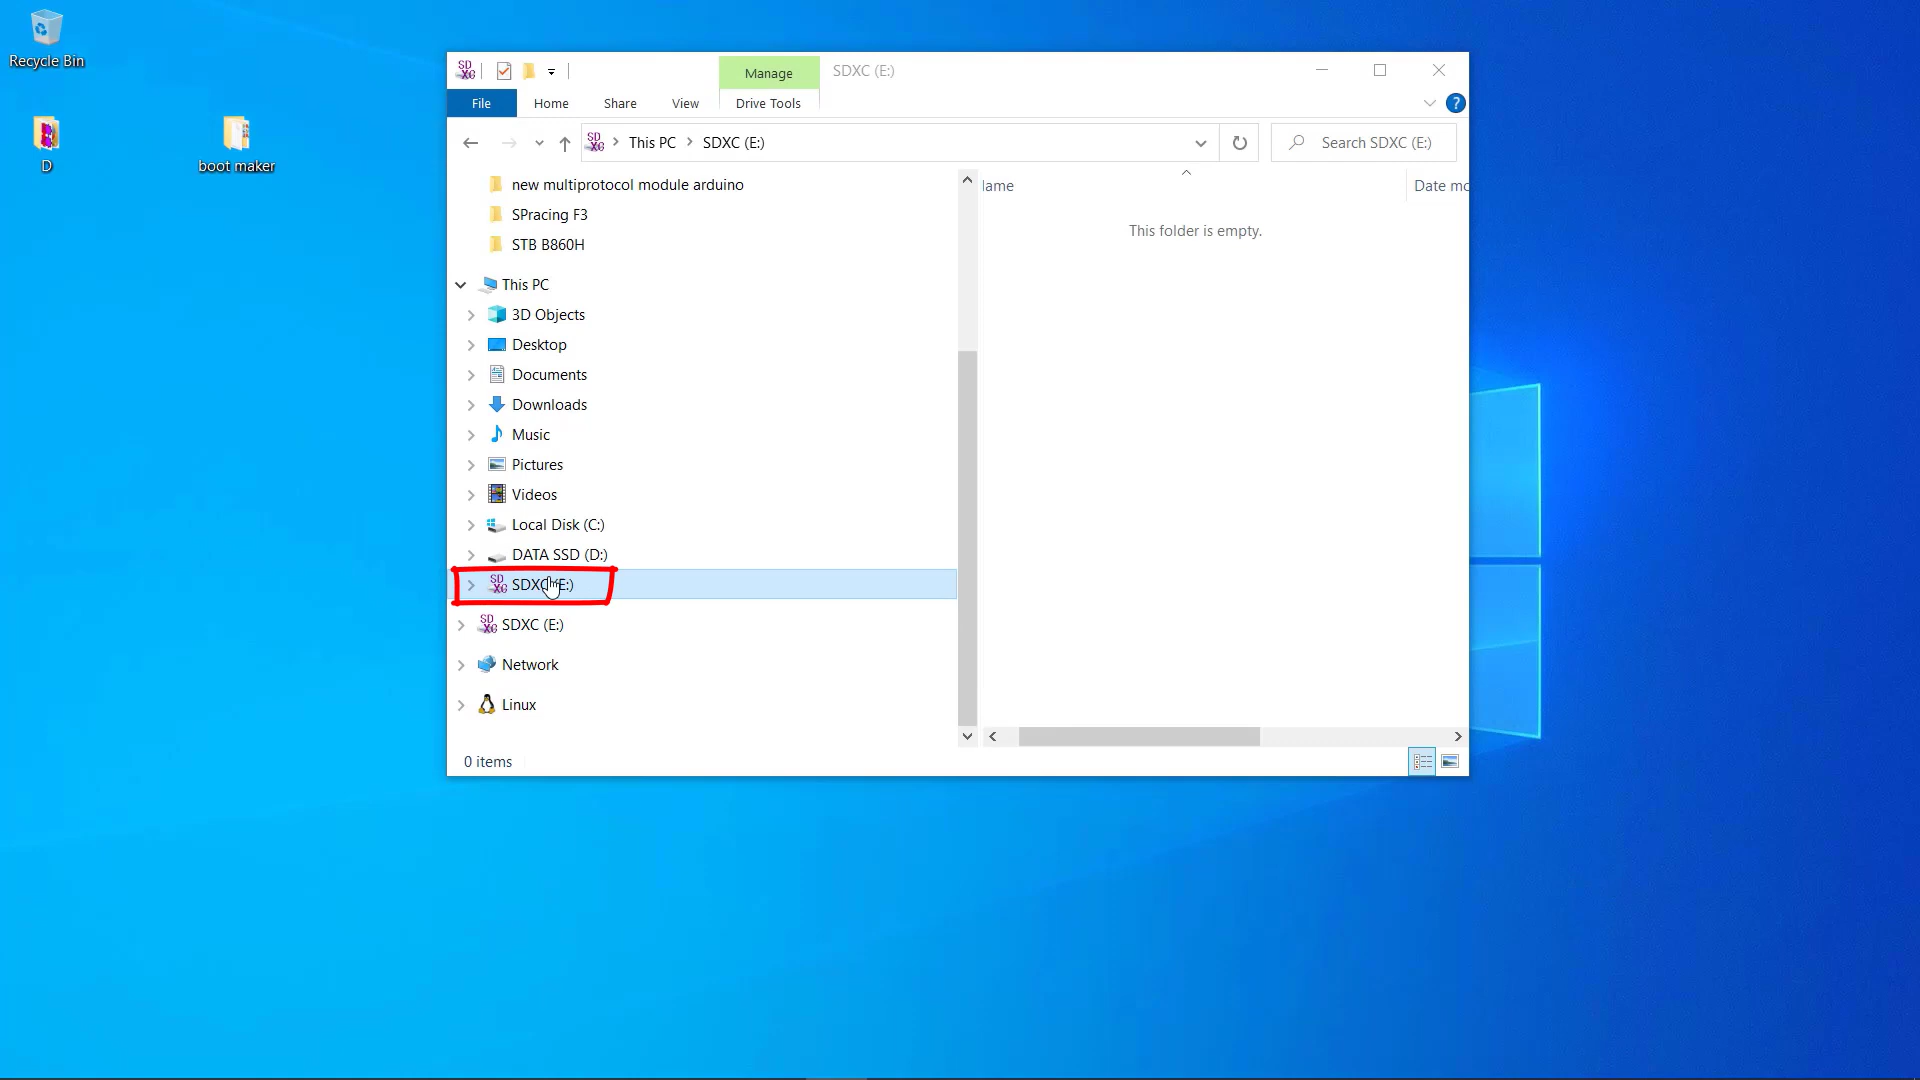 Recycle Bin
D
boot maker
Manage
SDXC (E:)
File
Home
Share
View
Drive Tools
This PC
SDXC (E:)
Search SDXC (E:)
new multiprotocol module arduino
SPracing F3
STB B860H
This PC
3D Objects
Desktop
Documents
Downloads
Music
Pictures
Videos
Local Disk (C:)
DATA SSD (D:)
SDXC (E:)
SDXC (E:)
Network
Linux
lame
Date mo
This folder is empty.
0 items